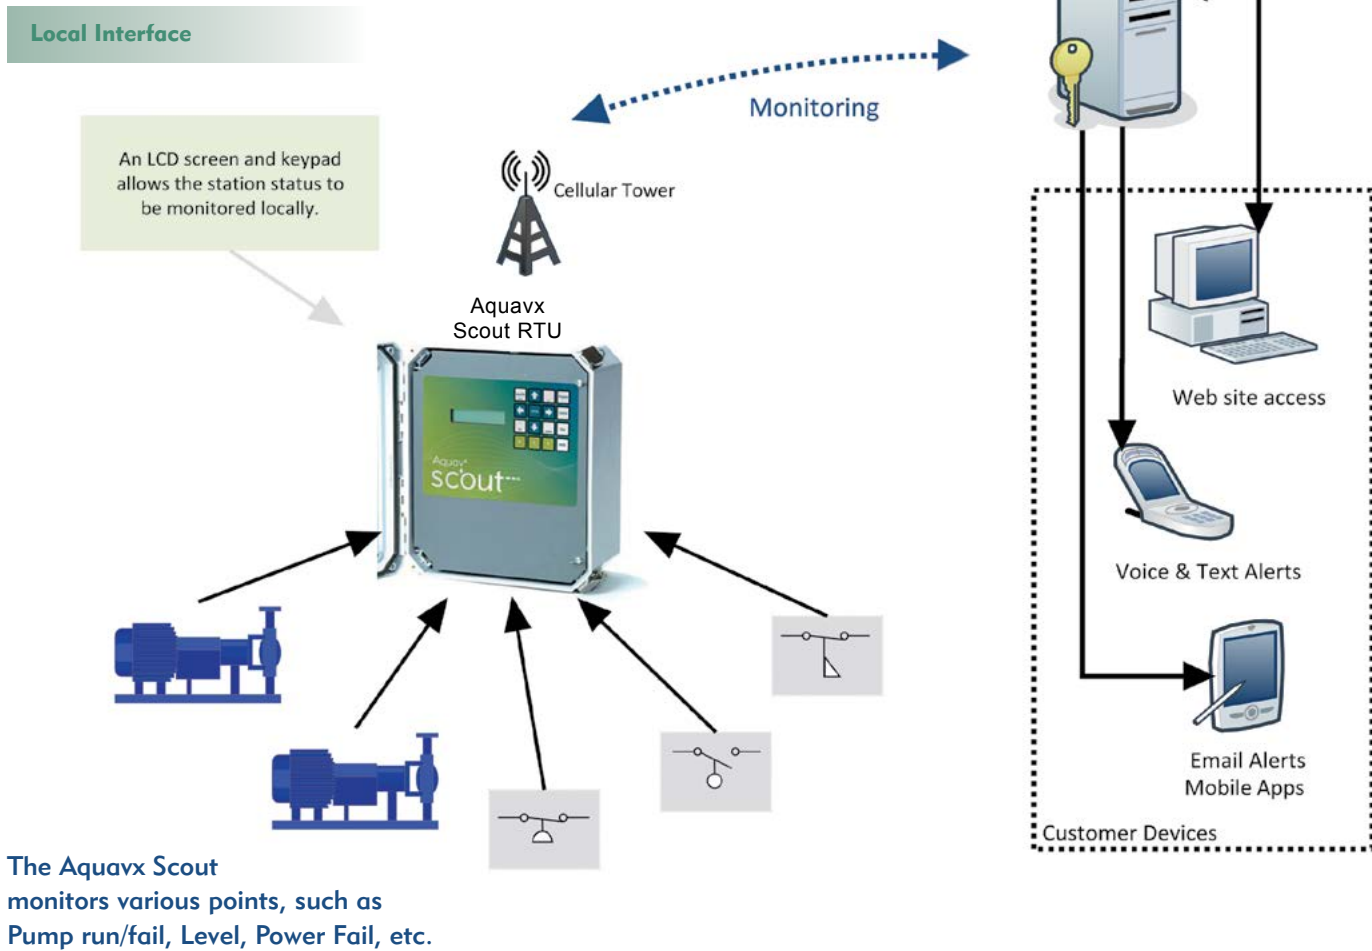 Local Interface
Monitoring
An LCD screen and keypad
allows the station status to
be monitored locally.
Cellular Tower
Aquavx
Scout RTU
Aquavx
scout
Web site access
Voice & Text Alerts
Email Alerts
Mobile Apps
Customer Devices
The Aquavx Scout
monitors various points, such as
Pump run/fail, Level, Power Fail, etc.